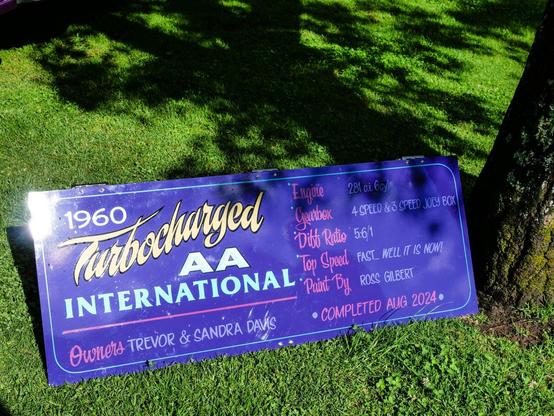 1960
Turbocharged
AA
INTERNATIONAL
Owners TREVOR & SANDRA DAVIS
Engine 281 ci 6cyl
Gearbox 4 SPEED & 3 SPEED JOEY BOX
Diff Ratio 5:6/1
Top Speed FAST... WELL IT IS NOW!
Paint By ROSS GILBERT
• COMPLETED AUG 2024 •